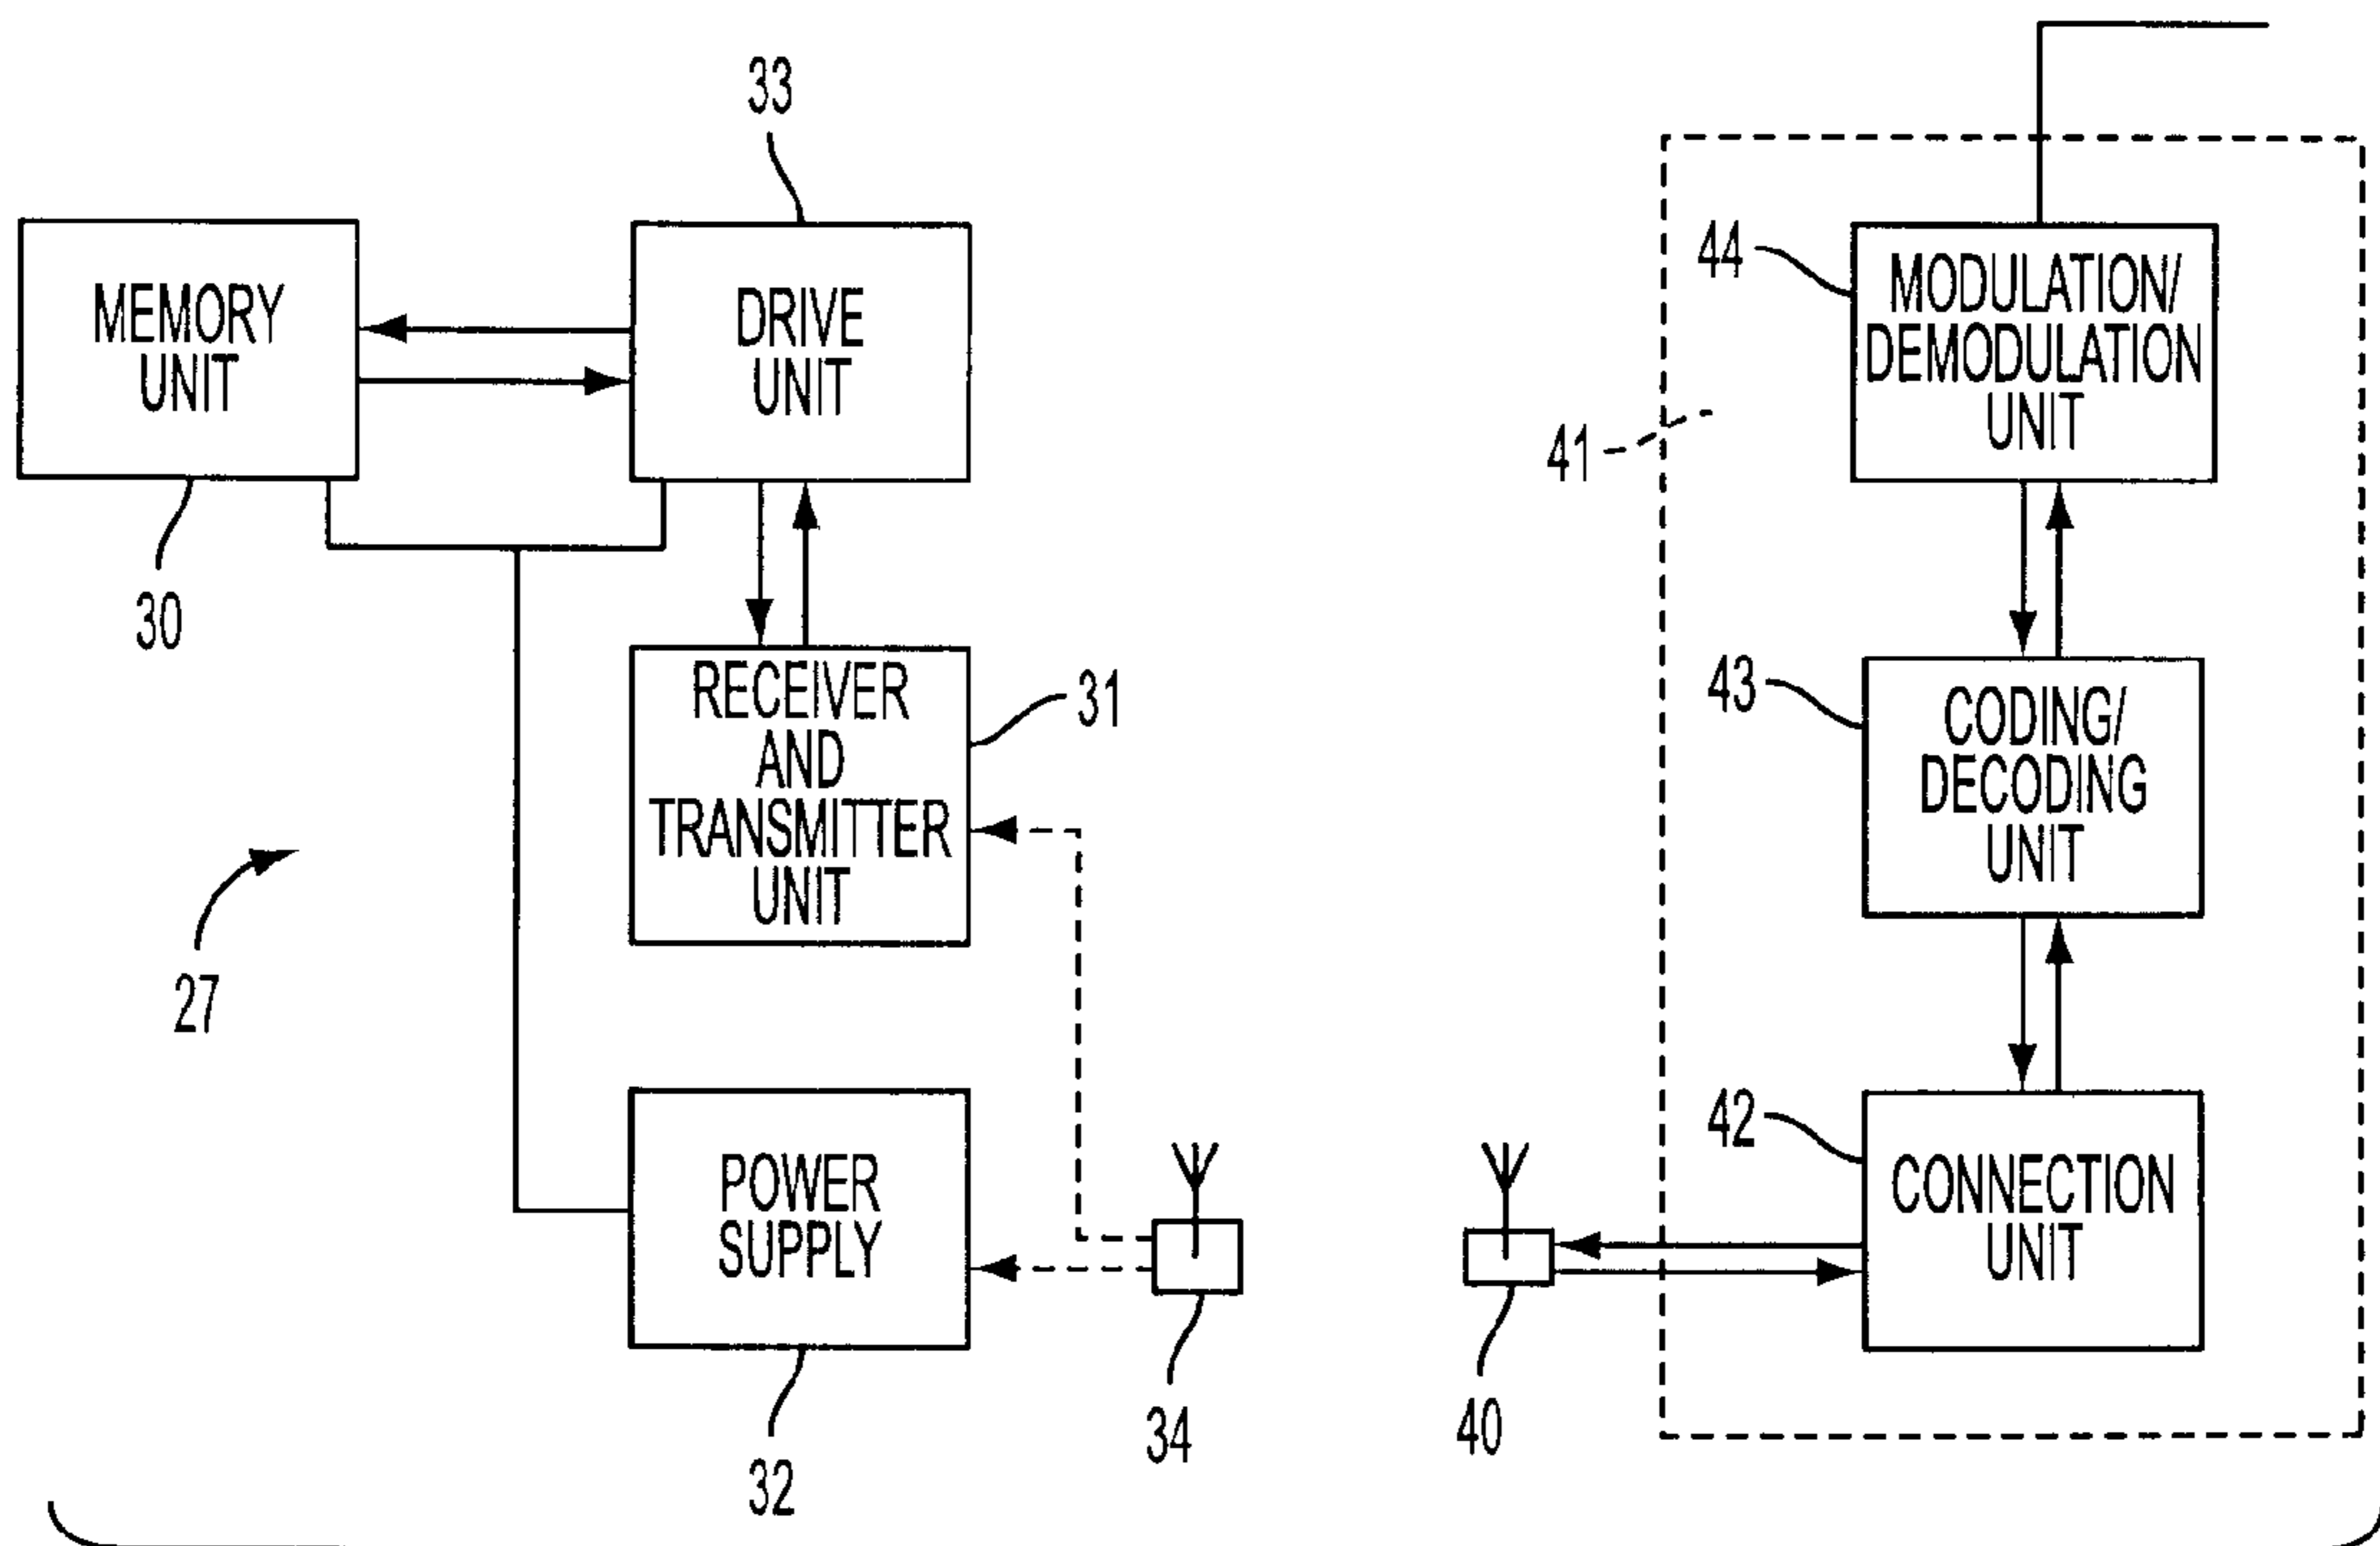 33
MEMORY
UNIT
DRIVE
UNIT
30
RECEIVER
AND
TRANSMITTER
UNIT
31
27
POWER
SUPPLY
32
34
44
MODULATION/
DEMODULATION
UNIT
41
43
CODING/
DECODING
UNIT
42
CONNECTION
UNIT
40